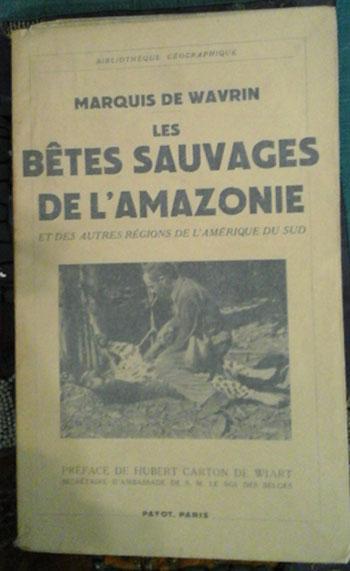 BIBLIOTHÈQUE GÉOGRAPHIQUE
MARQUIS DE WAVRIN
LES
BÊTES SAUVAGES
DE L'AMAZONIE
ET DES AUTRES RÉGIONS DE L'AMÉRIQUE DU SUD
PRÉFACE DE HUBERT CARTON DE WIART
SECRÉTAIRE D'AMBASSADE DE S. M. LE ROI DES BELGES
PAYOT, PARIS